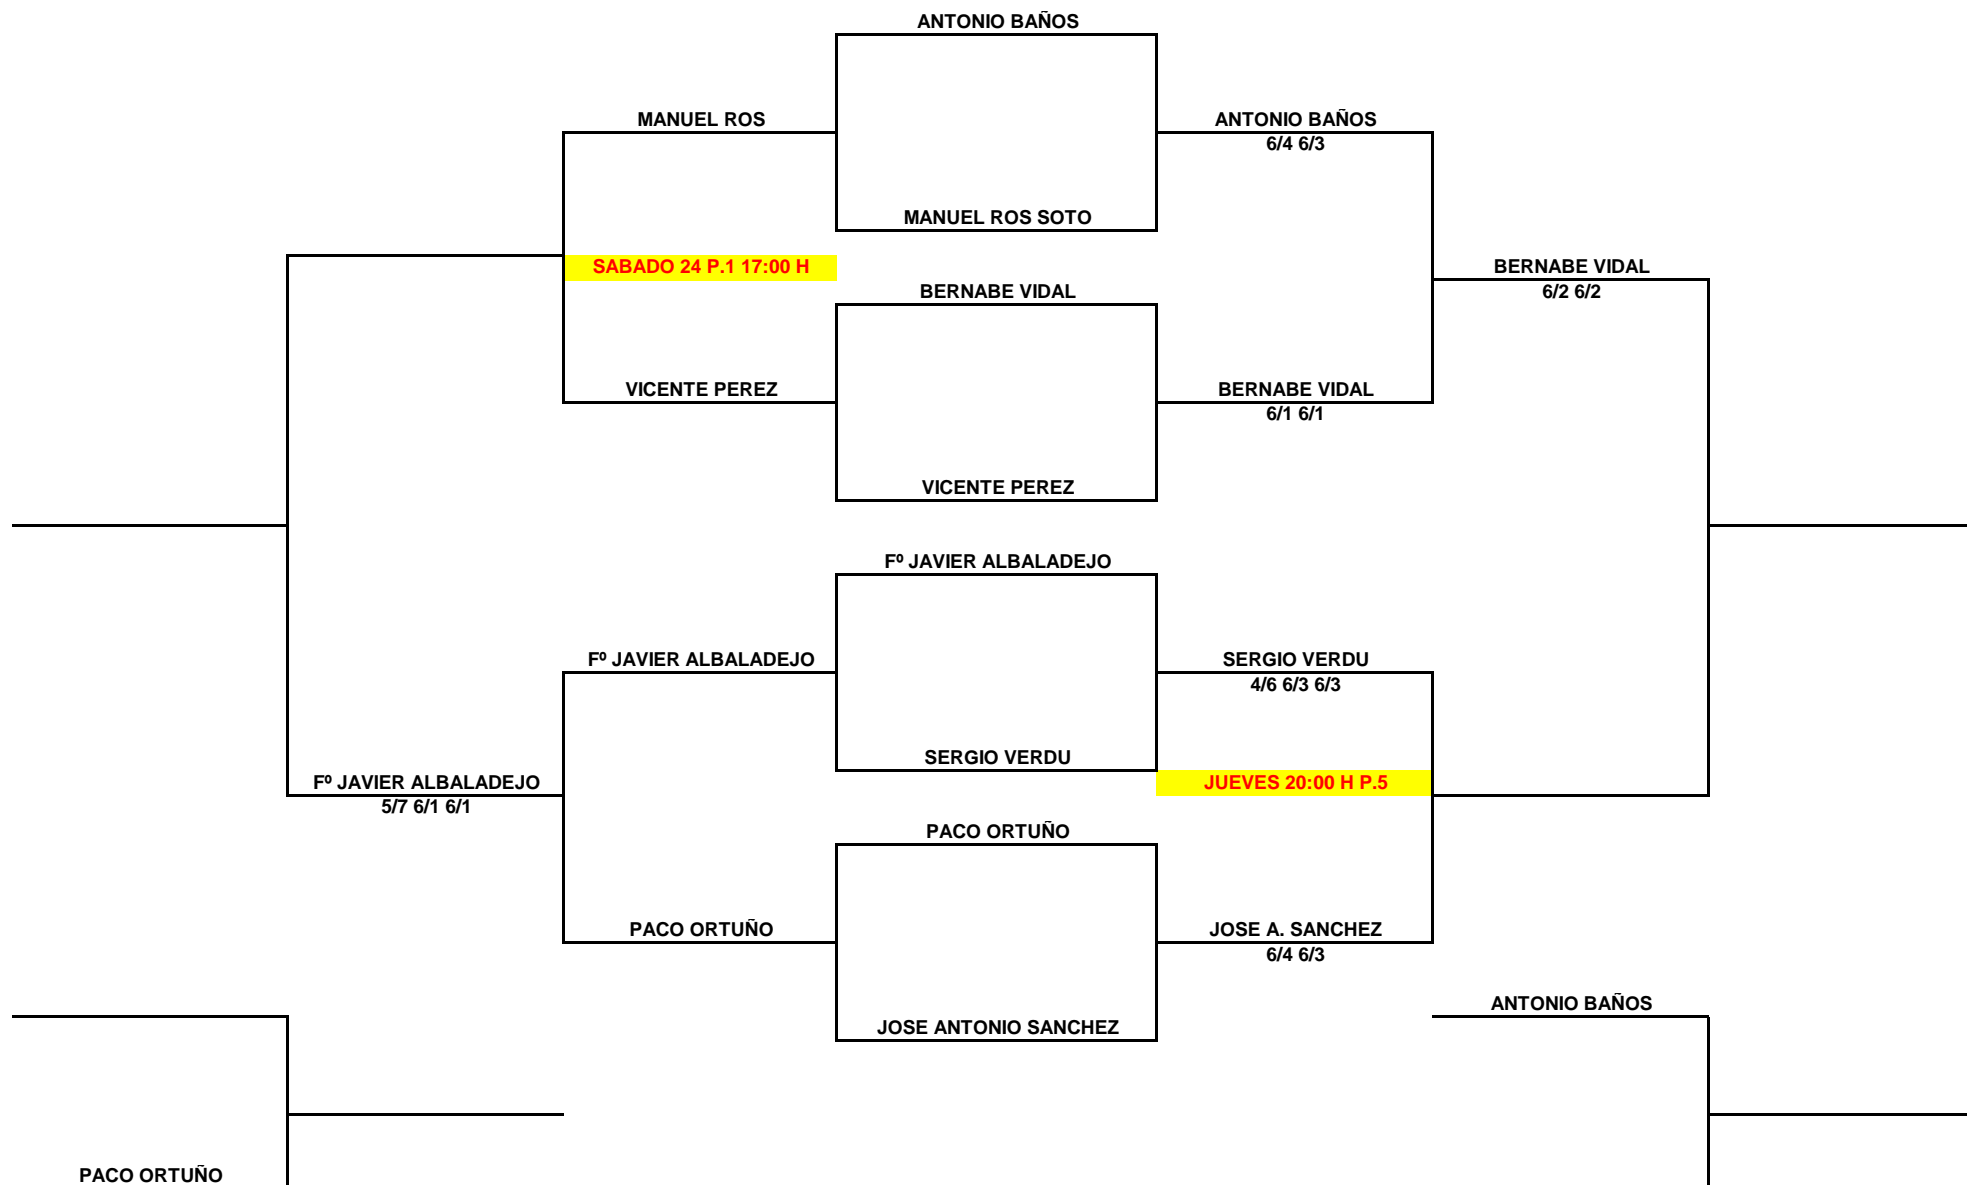 ANTONIO BAÑOS
MANUEL ROS
ANTONIO BAÑOS
6/4 6/3
MANUEL ROS SOTO
SABADO 24 P.1 17:00 H
BERNABE VIDAL
6/2 6/2
BERNABE VIDAL
VICENTE PEREZ
BERNABE VIDAL
6/1 6/1
VICENTE PEREZ
Fº JAVIER ALBALADEJO
Fº JAVIER ALBALADEJO
SERGIO VERDU
4/6 6/3 6/3
SERGIO VERDU
Fº JAVIER ALBALADEJO
5/7 6/1 6/1
JUEVES 20:00 H P.5
PACO ORTUÑO
PACO ORTUÑO
JOSE A. SANCHEZ
6/4 6/3
ANTONIO BAÑOS
JOSE ANTONIO SANCHEZ
PACO ORTUÑO